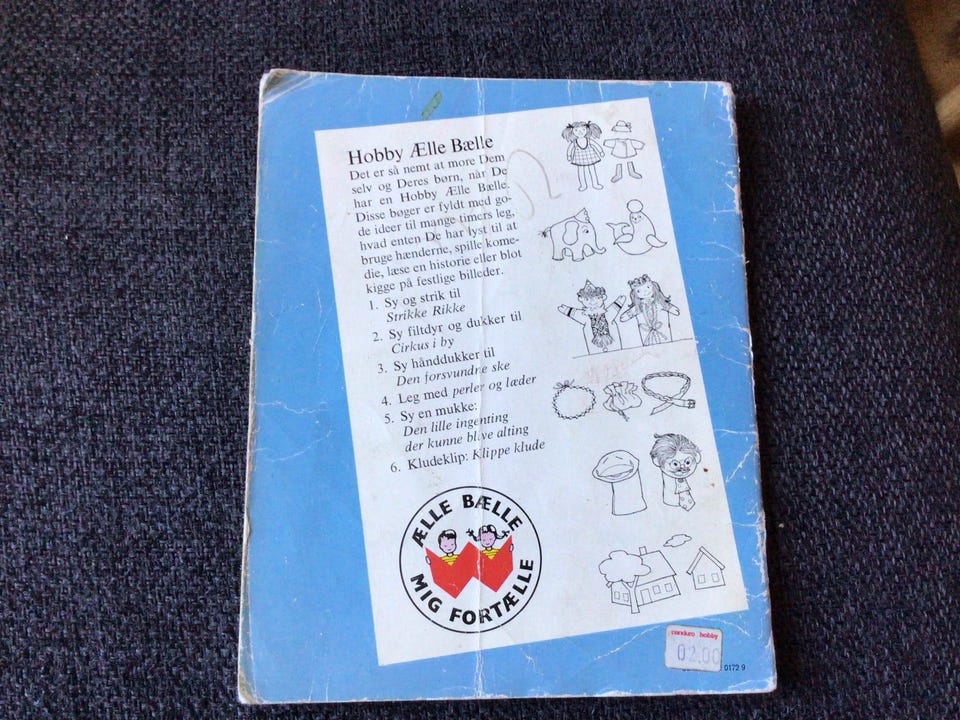 Hobby Ælle Bælle
Det er så nemt at more Dem
selv og Deres børn, når De
har en Hobby Ælle Bælle.
Disse bøger er fyldt med go-
de ideer til mange timers leg,
hvad enten De har lyst til at
bruge hænderne, spille kome-
die, læse en historie eller blot
kigge på festlige billeder.
1. Sy og strik til
Strikke Rikke
2. Sy filtdyr og dukker til
Cirkus i by
3. Sy hånddukker til
Den forsvundne ske
4. Leg med perler og læder
5. Sy en mukke:
Den lille ingenting
der kunne blive alting
6. Kludeklip: Klippe klude
ÆLLE BÆLLE
MIG FORTÆLLE
panduro hobby
02.00
0172 9